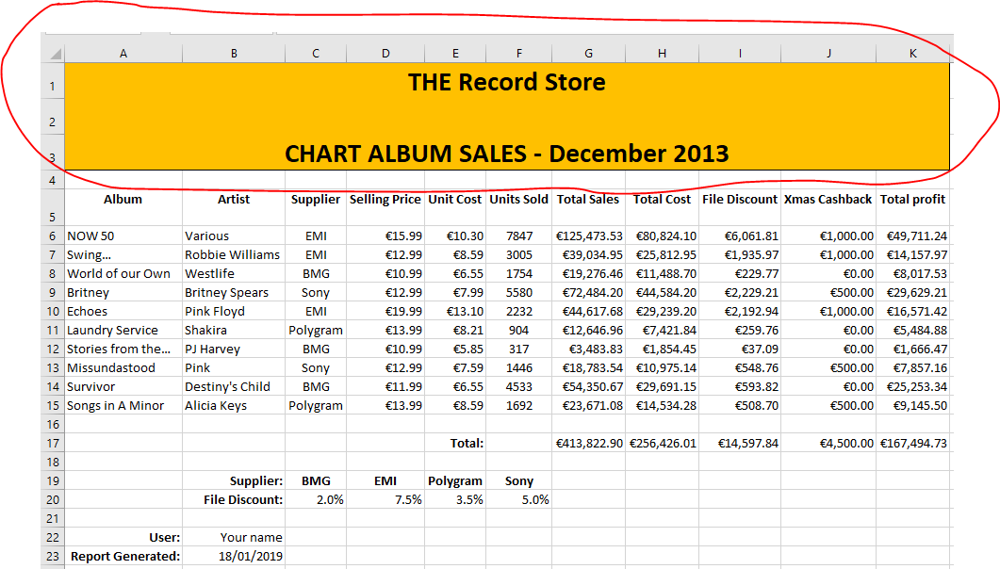 A B C D E F G H I J K
1 THE Record Store
2
3 CHART ALBUM SALES - December 2013
4
5 Album Artist Supplier Selling Price Unit Cost Units Sold Total Sales Total Cost File Discount Xmas Cashback Total profit
6 NOW 50 Various EMI €15.99 €10.30 7847 €125,473.53 €80,824.10 €6,061.81 €1,000.00 €49,711.24
7 Swing... Robbie Williams EMI €12.99 €8.59 3005 €39,034.95 €25,812.95 €1,935.97 €1,000.00 €14,157.97
8 World of our Own Westlife BMG €10.99 €6.55 1754 €19,276.46 €11,488.70 €229.77 €0.00 €8,017.53
9 Britney Britney Spears Sony €12.99 €7.99 5580 €72,484.20 €44,584.20 €2,229.21 €500.00 €29,629.21
10 Echoes Pink Floyd EMI €19.99 €13.10 2232 €44,617.68 €29,239.20 €2,192.94 €1,000.00 €16,571.42
11 Laundry Service Shakira Polygram €13.99 €8.21 904 €12,646.96 €7,421.84 €259.76 €0.00 €5,484.88
12 Stories from the... PJ Harvey BMG €10.99 €5.85 317 €3,483.83 €1,854.45 €37.09 €0.00 €1,666.47
13 Missundastood Pink Sony €12.99 €7.59 1446 €18,783.54 €10,975.14 €548.76 €500.00 €7,857.16
14 Survivor Destiny's Child BMG €11.99 €6.55 4533 €54,350.67 €29,691.15 €593.82 €0.00 €25,253.34
15 Songs in A Minor Alicia Keys Polygram €13.99 €8.59 1692 €23,671.08 €14,534.28 €508.70 €500.00 €9,145.50
16
17 Total: €413,822.90 €256,426.01 €14,597.84 €4,500.00 €167,494.73
18
19 Supplier: BMG EMI Polygram Sony
20 File Discount: 2.0% 7.5% 3.5% 5.0%
21
22 User: Your name
23 Report Generated: 18/01/2019